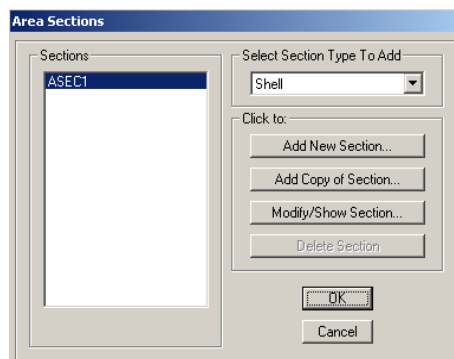 Area Sections
Sections
ASEC1
Select Section Type To Add
Shell
Click to:
Add New Section...
Add Copy of Section...
Modify/Show Section...
Delete Section
OK
Cancel